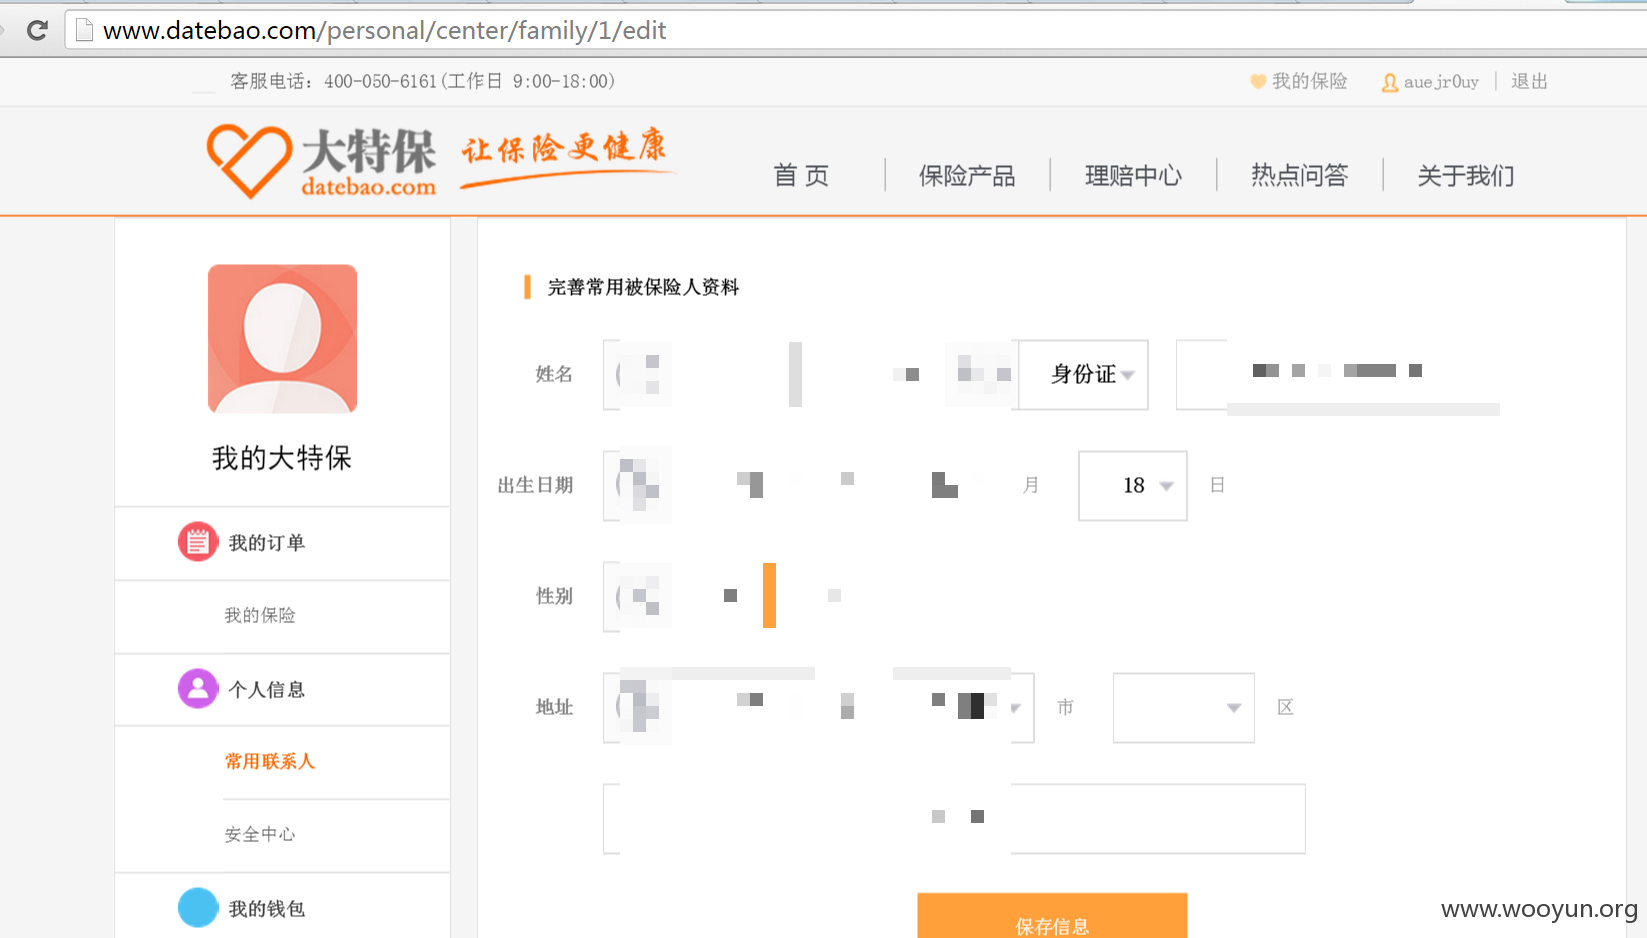 www.datebao.com/personal/center/family/1/edit
客服电话：400-050-6161(工作日 9:00-18:00)
我的保险 auejr0uy 退出
大特保 datebao.com 让保险更健康
首 页 保险产品 理赔中心 热点问答 关于我们
完善常用被保险人资料
姓名 身份证
出生日期 月 18 日
性别
地址 市 区
保存信息
我的大特保
我的订单
我的保险
个人信息
常用联系人
安全中心
我的钱包
www.wooyun.org